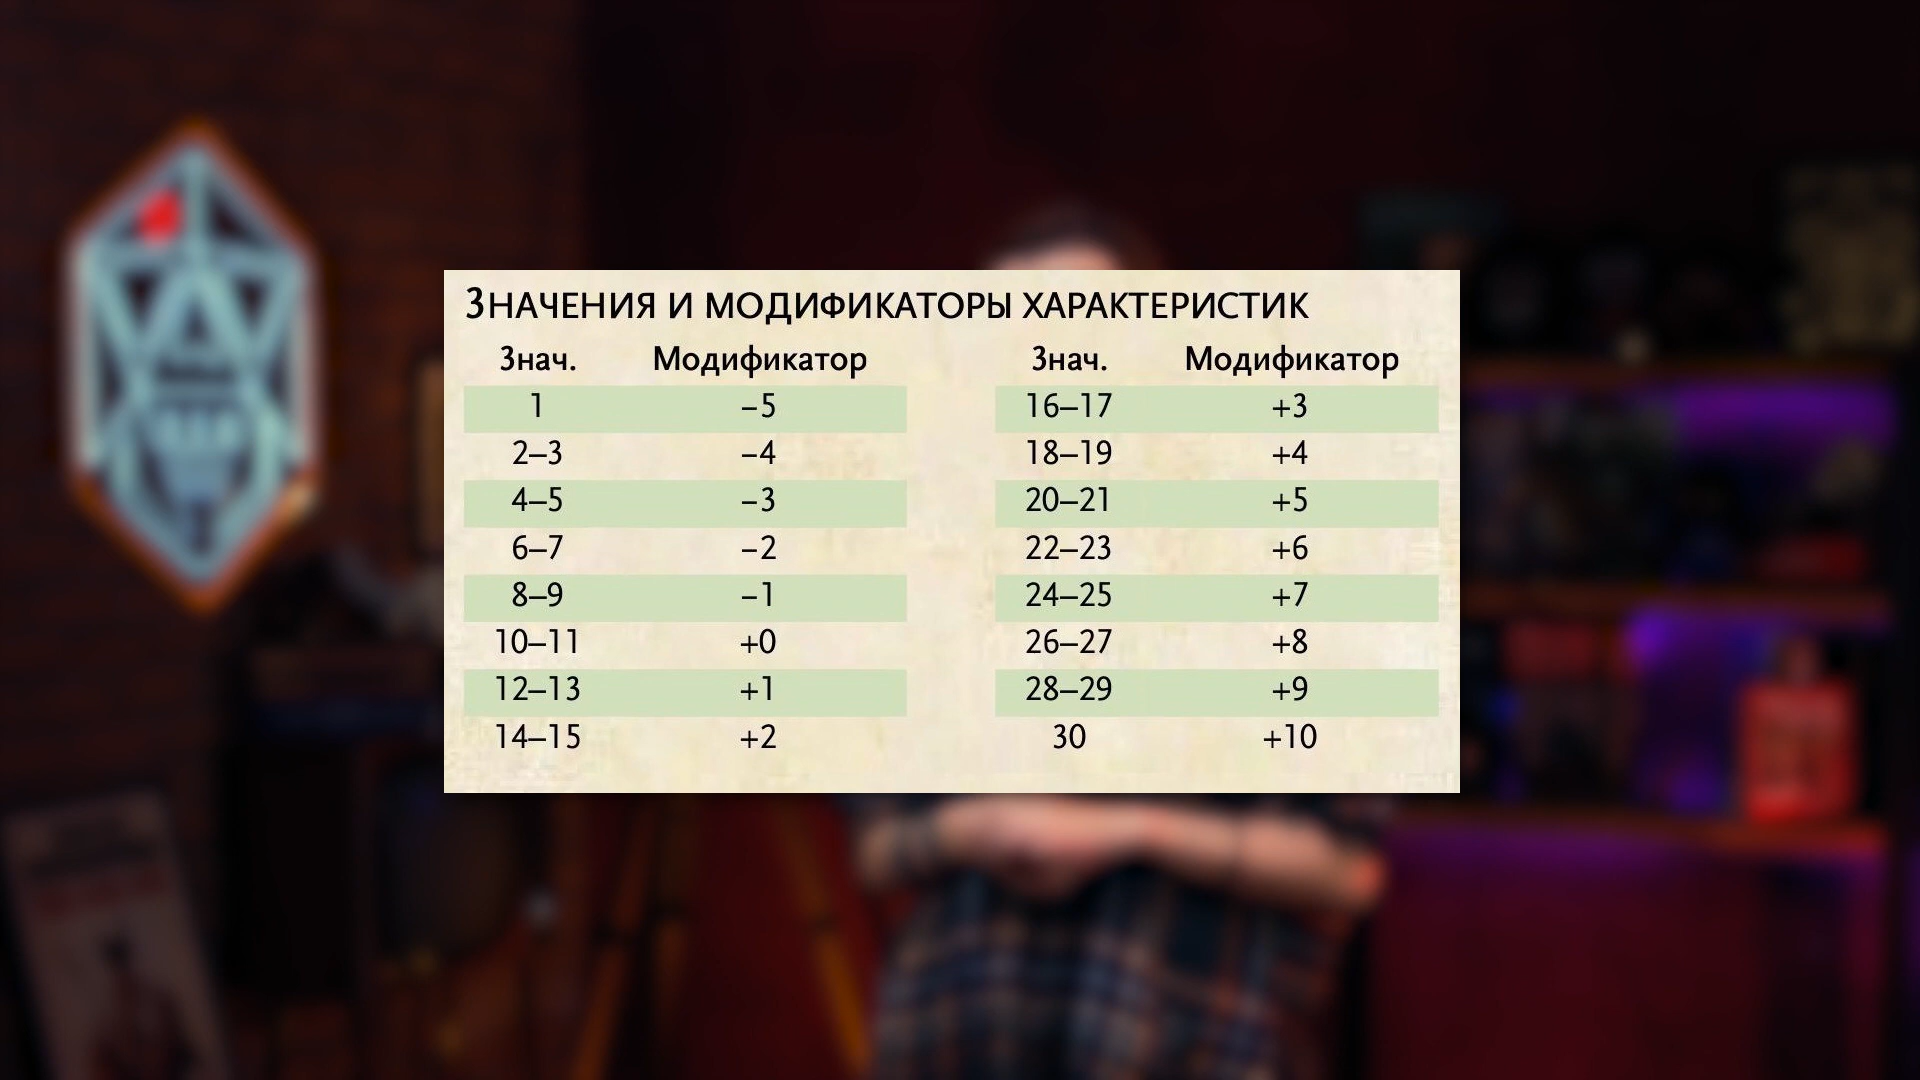 ЗНАЧЕНИЯ И МОДИФИКАТОРЫ ХАРАКТЕРИСТИК
Знач. Модификатор Знач. Модификатор
1 –5 16–17 +3
2–3 –4 18–19 +4
4–5 –3 20–21 +5
6–7 –2 22–23 +6
8–9 –1 24–25 +7
10–11 +0 26–27 +8
12–13 +1 28–29 +9
14–15 +2 30 +10